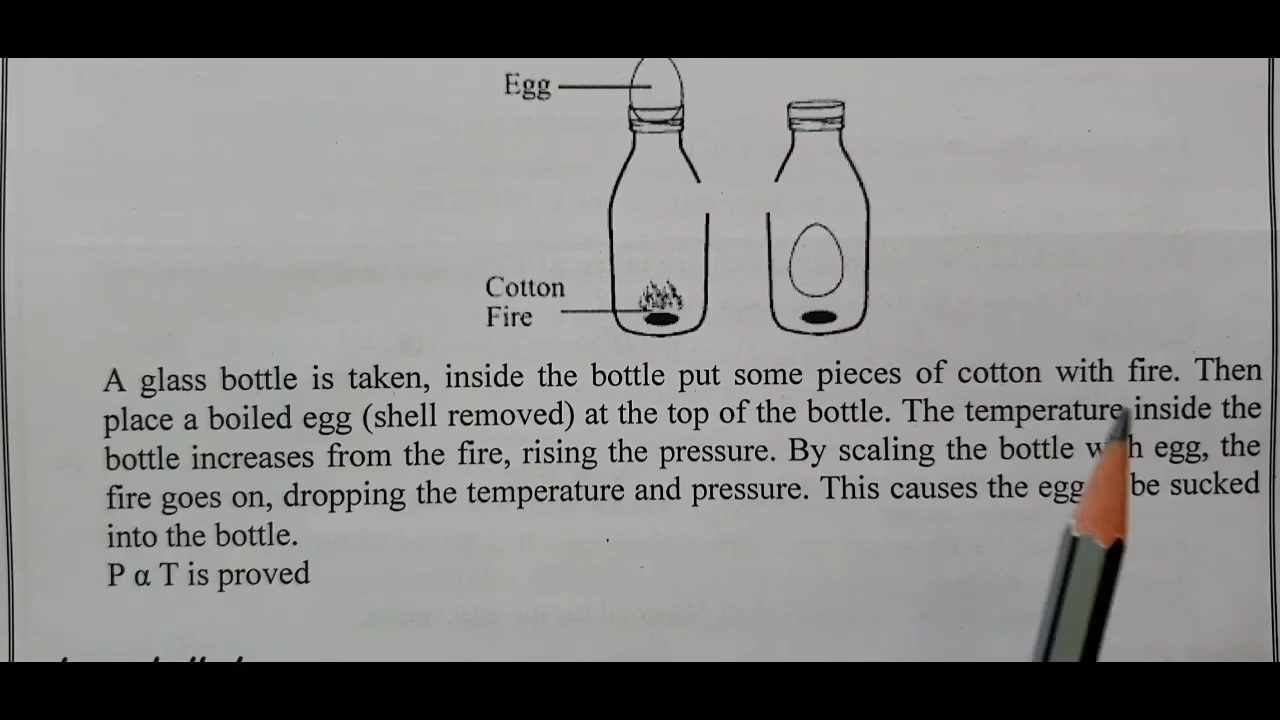 Egg
Cotton
Fire
A glass bottle is taken, inside the bottle put some pieces of cotton with fire. Then
place a boiled egg (shell removed) at the top of the bottle. The temperature inside the
bottle increases from the fire, rising the pressure. By scaling the bottle egg, the
fire goes on, dropping the temperature and pressure. This causes the egg be sucked
into the bottle.
P α T is proved